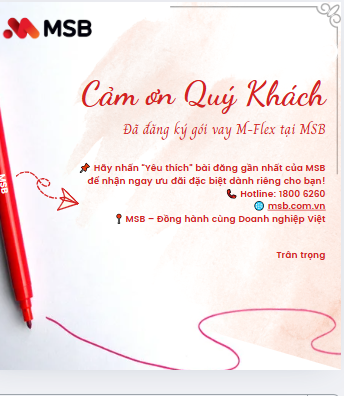 MSB
Cảm ơn Quý Khách
Đã đăng ký gói vay M-Flex tại MSB
📌 Hãy nhấn "Yêu thích" bài đăng gần nhất của MSB
để nhận ngay ưu đãi đặc biệt dành riêng cho bạn!
📞 Hotline: 1800 6260
🌐 msb.com.vn
📍 MSB – Đồng hành cùng Doanh nghiệp Việt
Trân trọng
MSB